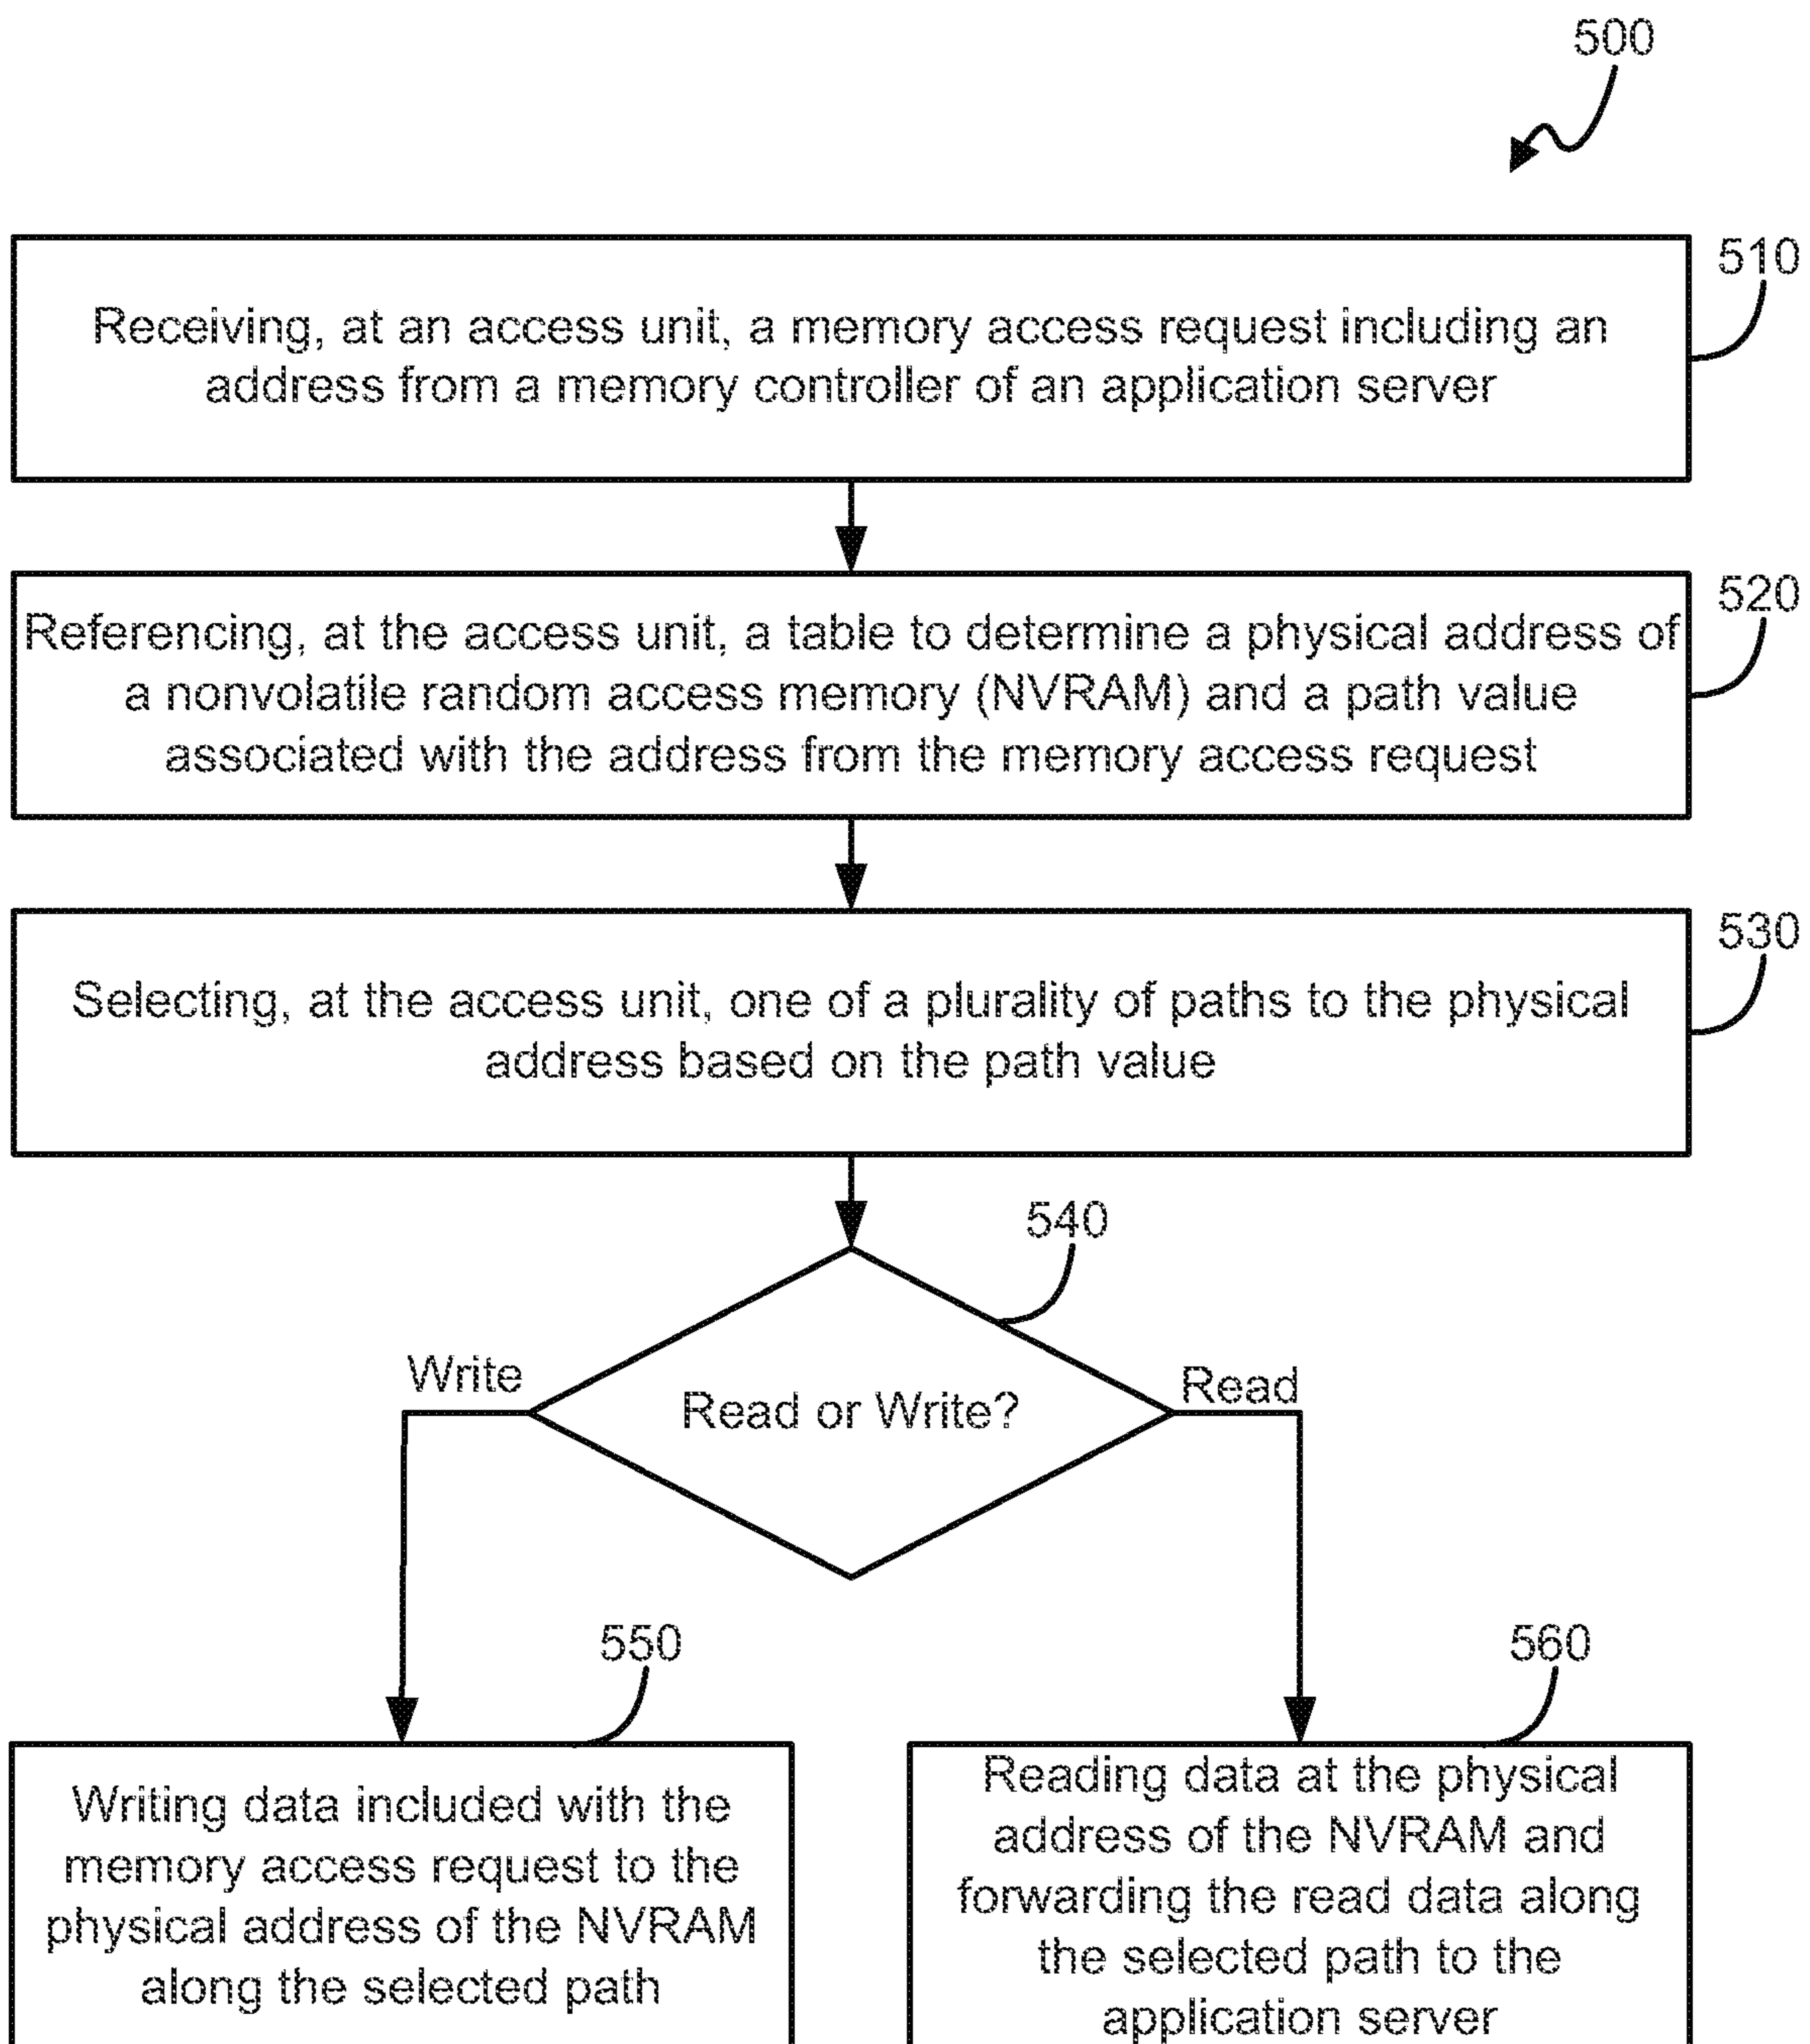 500
510
Receiving, at an access unit, a memory access request including an
address from a memory controller of an application server
520
Referencing, at the access unit, a table to determine a physical address of
a nonvolatile random access memory (NVRAM) and a path value
associated with the address from the memory access request
530
Selecting, at the access unit, one of a plurality of paths to the physical
address based on the path value
540
Write
Read or Write?
Read
550
Writing data included with the
memory access request to the
physical address of the NVRAM
along the selected path
560
Reading data at the physical
address of the NVRAM and
forwarding the read data along
the selected path to the
application server